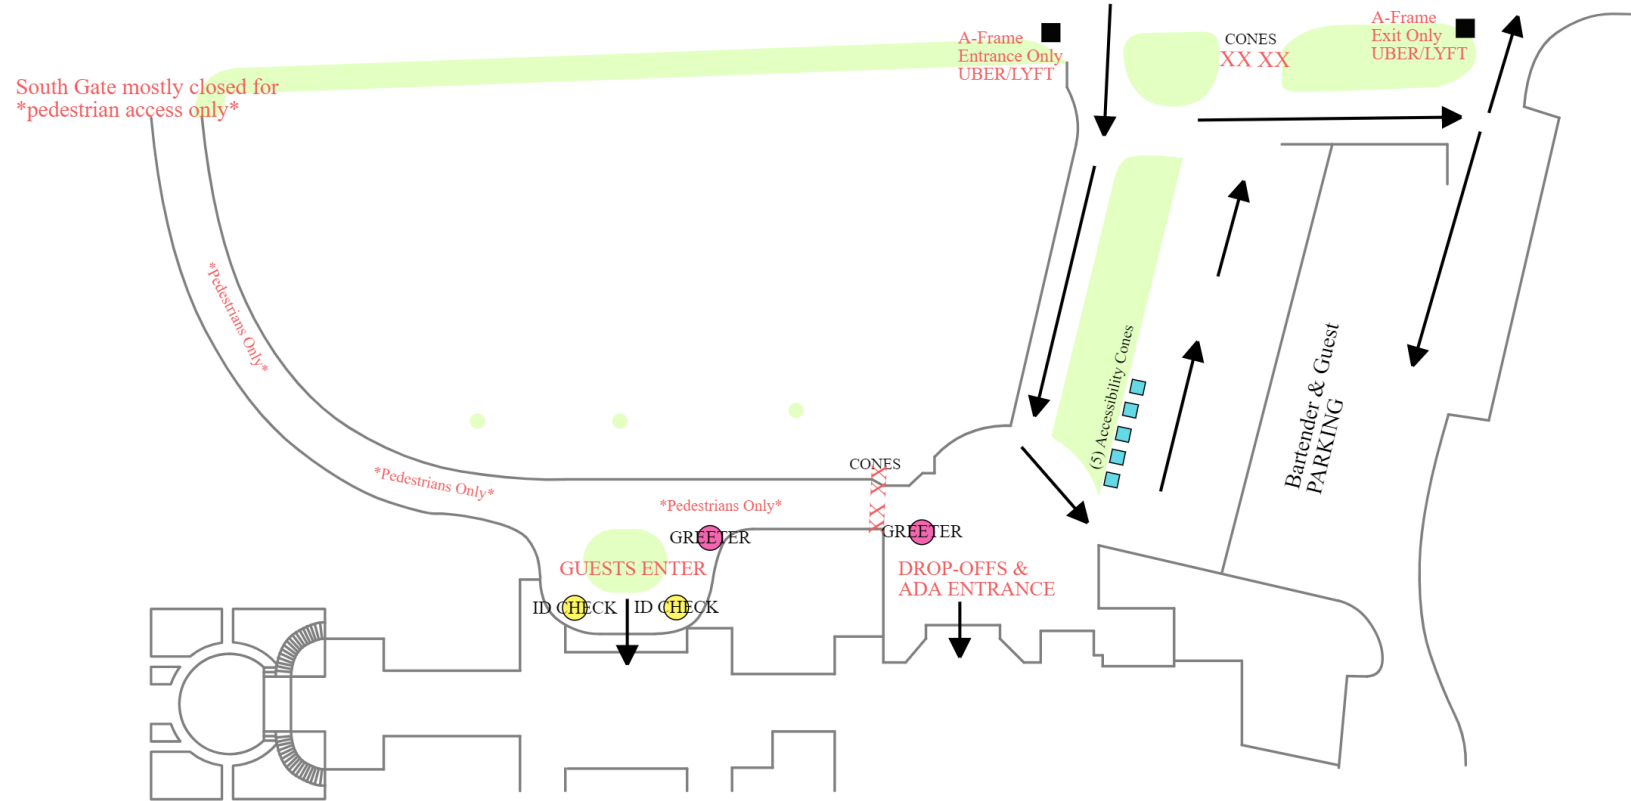 A-Frame
Entrance Only
UBER/LYFT
CONES
XX XX
A-Frame
Exit Only
UBER/LYFT
South Gate mostly closed for
*pedestrian access only*
*Pedestrians Only*
(5) Accessibility Cones
Bartender & Guest
PARKING
*Pedestrians Only*
CONES
XX XX
*Pedestrians Only*
GREETER
GREETER
GUESTS ENTER
DROP-OFFS &
ADA ENTRANCE
ID CHECK
ID CHECK